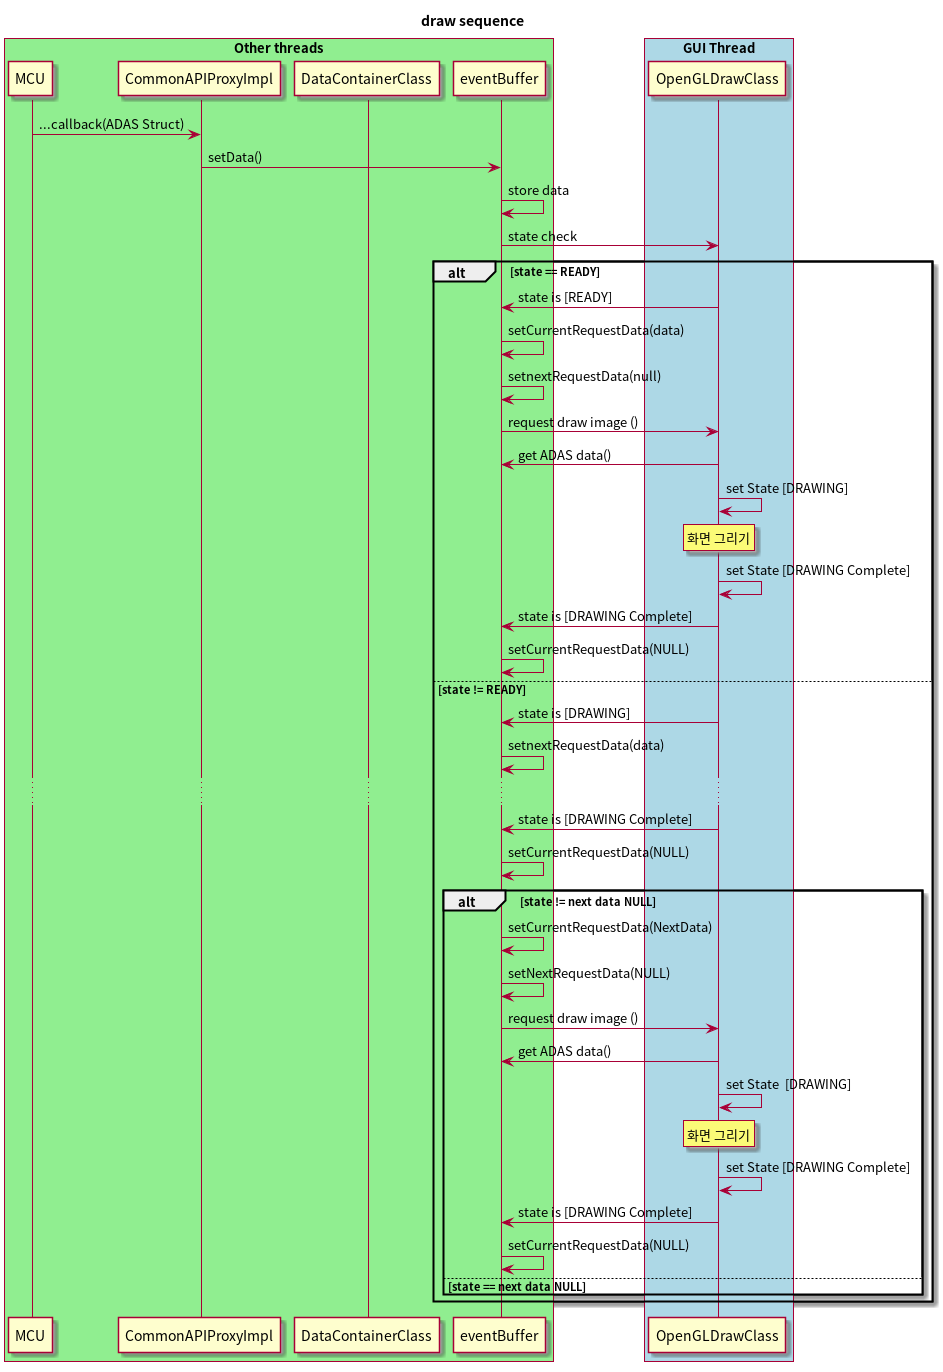 draw sequence
Other threads
GUI Thread
MCU
CommonAPIProxyImpl
DataContainerClass
eventBuffer
OpenGLDrawClass
...callback(ADAS Struct)
setData()
store data
state check
alt
[state == READY]
state is [READY]
setCurrentRequestData(data)
setnextRequestData(null)
request draw image ()
get ADAS data()
set State [DRAWING]
화면 그리기
set State [DRAWING Complete]
state is [DRAWING Complete]
setCurrentRequestData(NULL)
[state != READY]
state is [DRAWING]
setnextRequestData(data)
state is [DRAWING Complete]
setCurrentRequestData(NULL)
alt
[state != next data NULL]
setCurrentRequestData(NextData)
setNextRequestData(NULL)
request draw image ()
get ADAS data()
set State  [DRAWING]
화면 그리기
set State [DRAWING Complete]
state is [DRAWING Complete]
setCurrentRequestData(NULL)
[state == next data NULL]
MCU
CommonAPIProxyImpl
DataContainerClass
eventBuffer
OpenGLDrawClass